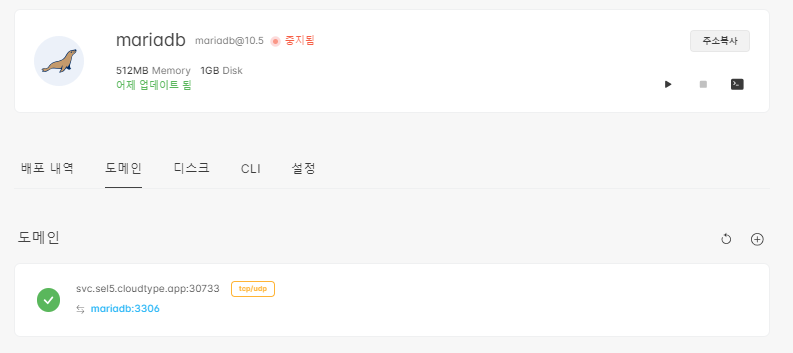 mariadb mariadb@10.5 중지됨 주소복사
512MB Memory 1GB Disk
어제 업데이트 됨
배포 내역 도메인 디스크 CLI 설정
도메인
svc.sel5.cloudtype.app:30733 tcp/udp
mariadb:3306